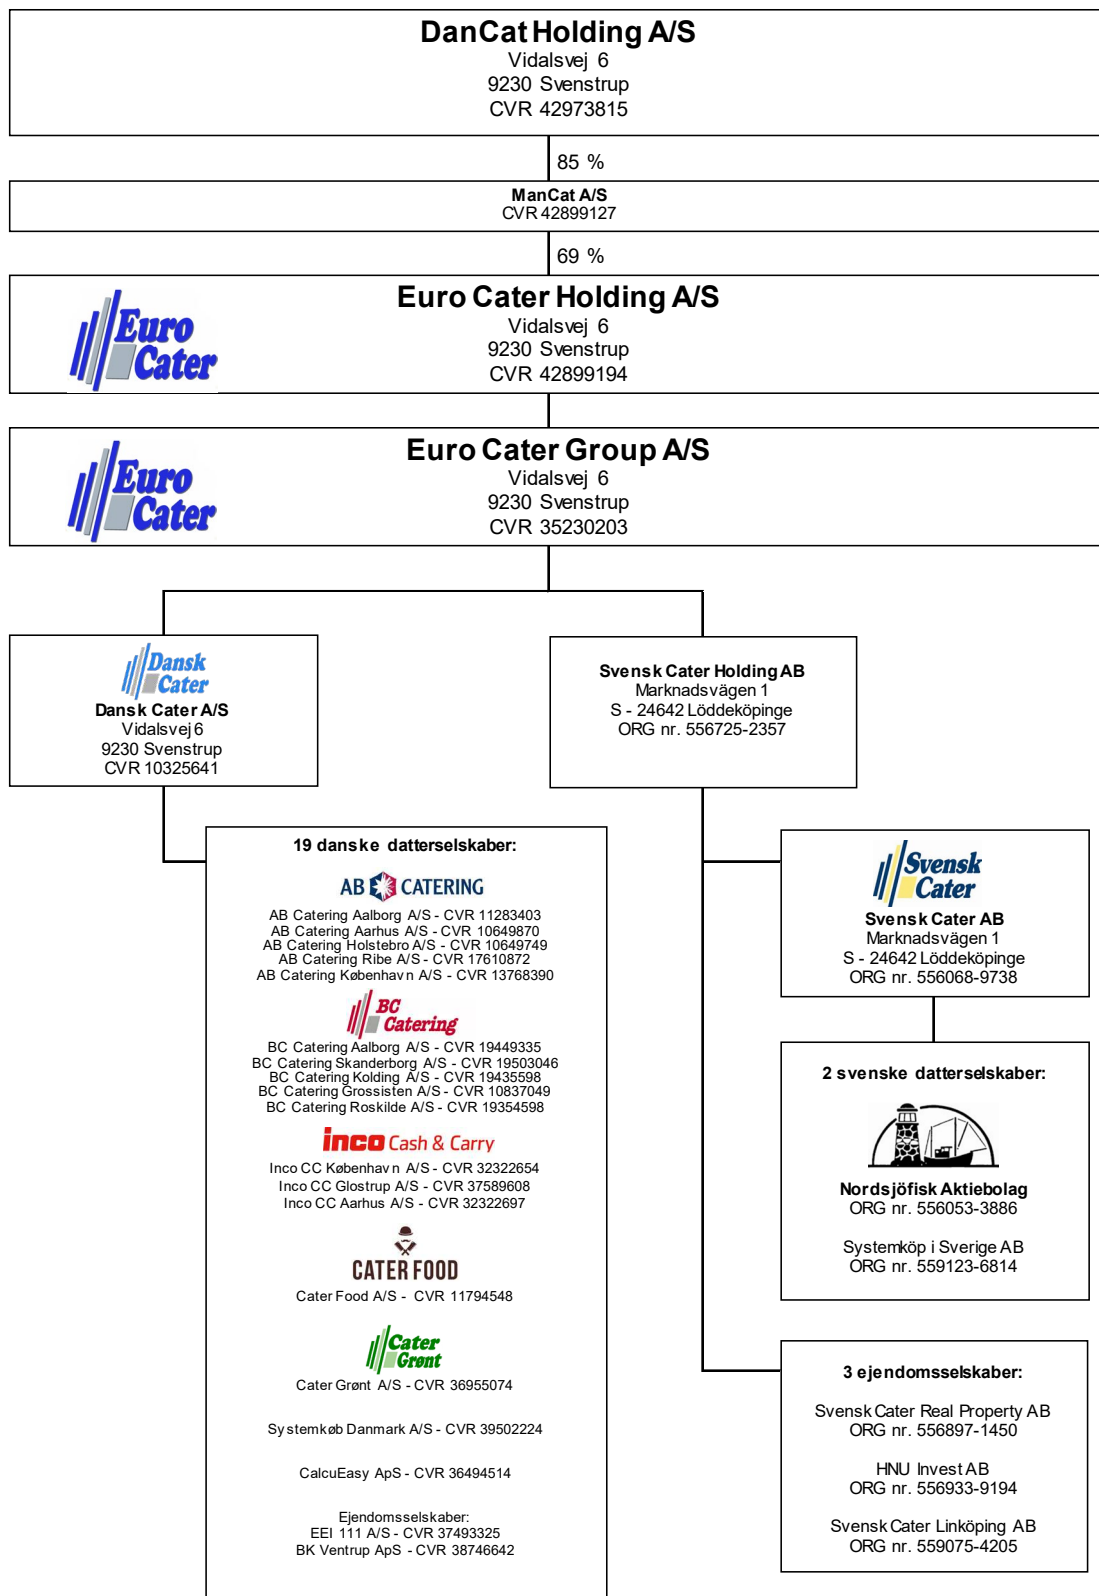 DanCat Holding A/S
Vidalsvej 6
9230 Svenstrup
CVR 42973815
85 %
ManCat A/S
CVR 42899127
69 %
Euro
Cater
Euro Cater Holding A/S
Vidalsvej 6
9230 Svenstrup
CVR 42899194
Euro
Cater
Euro Cater Group A/S
Vidalsvej 6
9230 Svenstrup
CVR 35230203
Dansk
Cater
Dansk Cater A/S
Vidalsvej 6
9230 Svenstrup
CVR 10325641
Svensk Cater Holding AB
Marknadsvägen 1
S - 24642 Löddeköpinge
ORG nr. 556725-2357
19 danske datterselskaber:
AB CATERING
AB Catering Aalborg A/S - CVR 11283403
AB Catering Aarhus A/S - CVR 10649870
AB Catering Holstebro A/S - CVR 10649749
AB Catering Ribe A/S - CVR 17610872
AB Catering København A/S - CVR 13768390
BC
Catering
BC Catering Aalborg A/S - CVR 19449335
BC Catering Skanderborg A/S - CVR 19503046
BC Catering Kolding A/S - CVR 19435598
BC Catering Grossisten A/S - CVR 10837049
BC Catering Roskilde A/S - CVR 19354598
inco Cash & Carry
Inco CC København A/S - CVR 32322654
Inco CC Glostrup A/S - CVR 37589608
Inco CC Aarhus A/S - CVR 32322697
CATER FOOD
Cater Food A/S - CVR 11794548
Cater
Grønt
Cater Grønt A/S - CVR 36955074
Systemkøb Danmark A/S - CVR 39502224
CalcuEasy ApS - CVR 36494514
Ejendomsselskaber:
EEI 111 A/S - CVR 37493325
BK Ventrup ApS - CVR 38746642
Svensk
Cater
Svensk Cater AB
Marknadsvägen 1
S - 24642 Löddeköpinge
ORG nr. 556068-9738
2 svenske datterselskaber:
Nordsjöfisk Aktiebolag
ORG nr. 556053-3886
Systemköp i Sverige AB
ORG nr. 559123-6814
3 ejendomsselskaber:
Svensk Cater Real Property AB
ORG nr. 556897-1450
HNU Invest AB
ORG nr. 556933-9194
Svensk Cater Linköping AB
ORG nr. 559075-4205